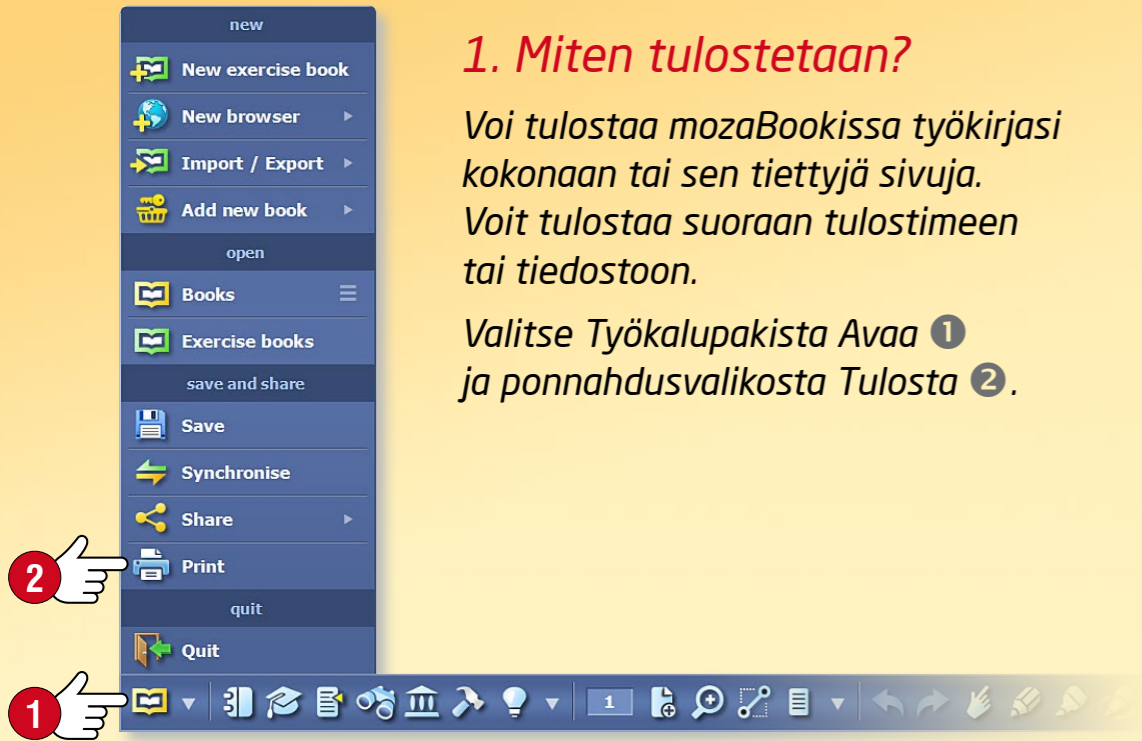 new
New exercise book
New browser
Import / Export
Add new book
open
Books
Exercise books
save and share
Save
Synchronise
Share
Print
quit
Quit
2
1
1
1. Miten tulostetaan?
Voi tulostaa mozaBookissa työkirjasi
kokonaan tai sen tiettyjä sivuja.
Voit tulostaa suoraan tulostimeen
tai tiedostoon.
Valitse Työkalupakista Avaa ❶
ja ponnahdusvalikosta Tulosta ❷.